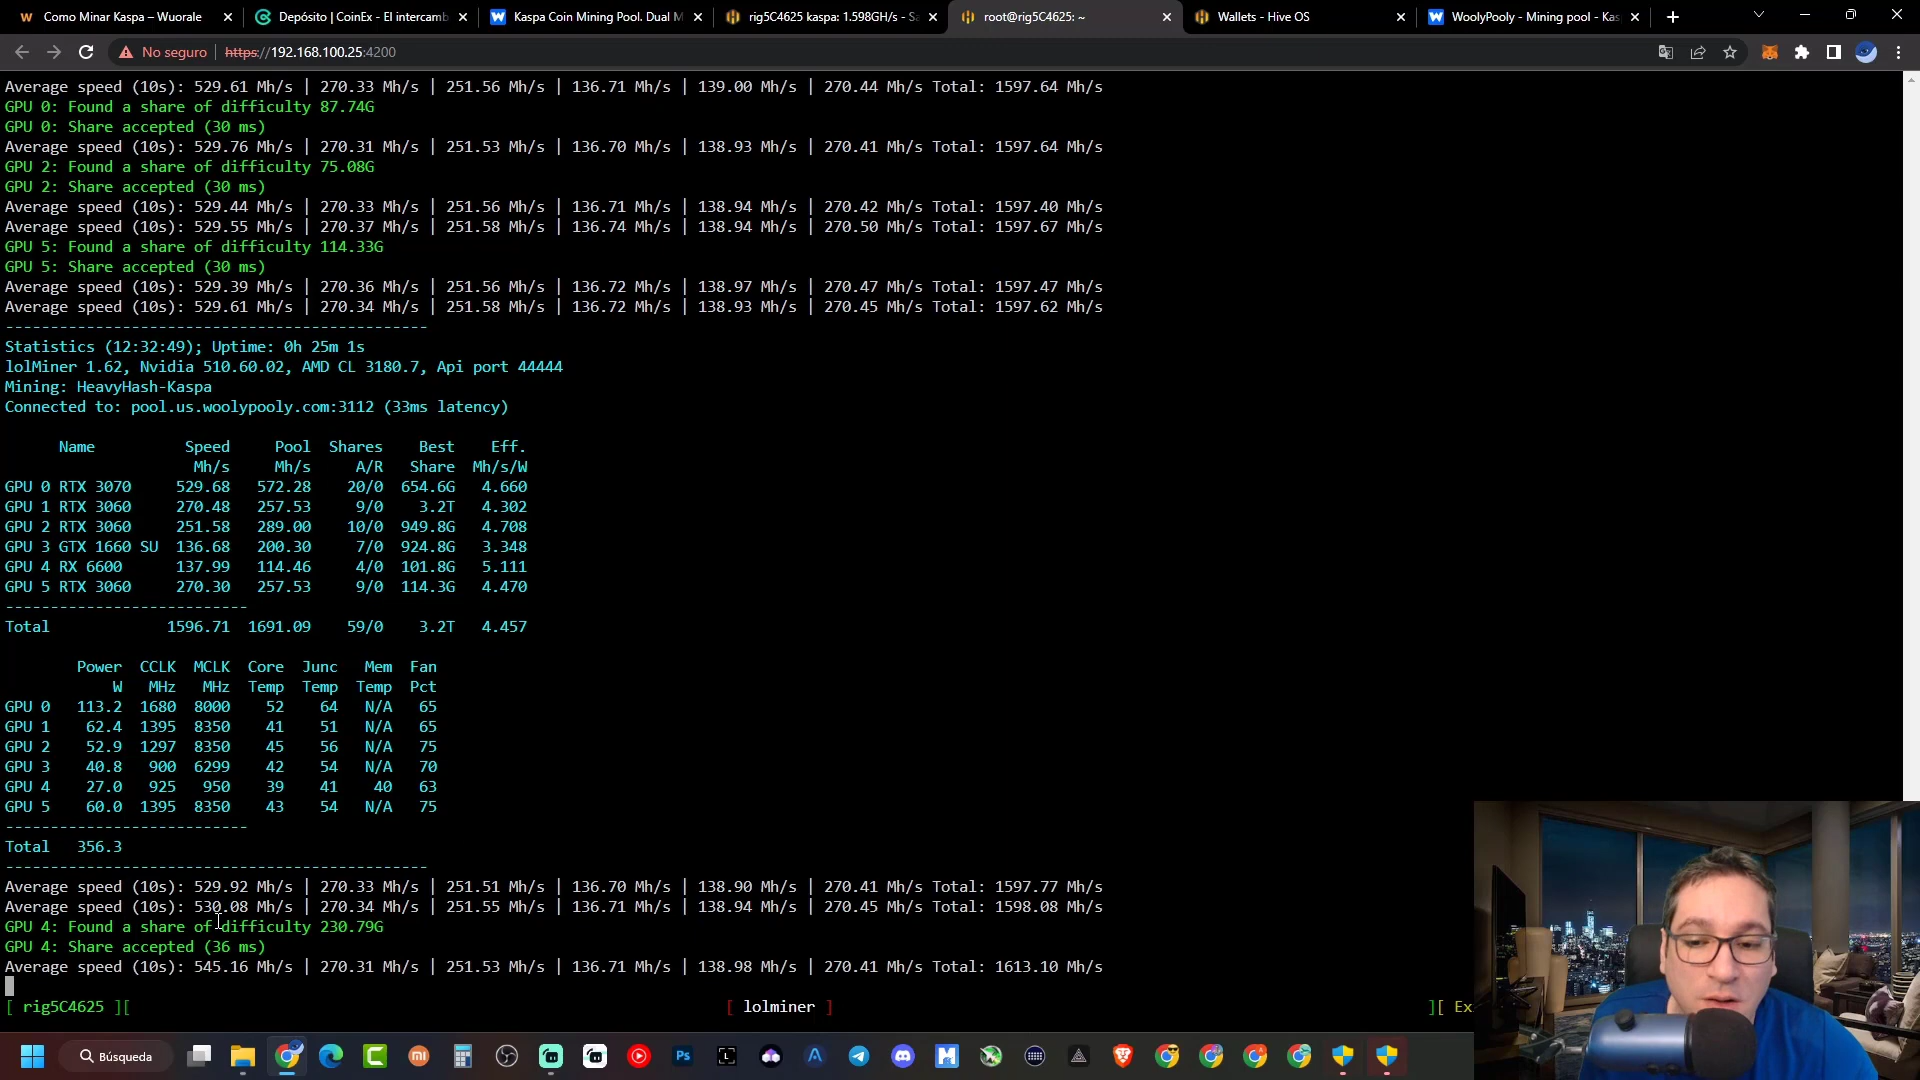 Como Minar Kaspa – Wuorale
Depósito | CoinEx - El intercamb
Kaspa Coin Mining Pool. Dual M
rig5C4625 kaspa: 1.598GH/s - Sa
root@rig5C4625: ~
Wallets - Hive OS
WoolyPooly - Mining pool - Kas
No seguro
https://192.168.100.25:4200
Average speed (10s): 529.61 Mh/s | 270.33 Mh/s | 251.56 Mh/s | 136.71 Mh/s | 139.00 Mh/s | 270.44 Mh/s Total: 1597.64 Mh/s
GPU 0: Found a share of difficulty 87.74G
GPU 0: Share accepted (30 ms)
Average speed (10s): 529.76 Mh/s | 270.31 Mh/s | 251.53 Mh/s | 136.70 Mh/s | 138.93 Mh/s | 270.41 Mh/s Total: 1597.64 Mh/s
GPU 2: Found a share of difficulty 75.08G
GPU 2: Share accepted (30 ms)
Average speed (10s): 529.44 Mh/s | 270.33 Mh/s | 251.56 Mh/s | 136.71 Mh/s | 138.94 Mh/s | 270.42 Mh/s Total: 1597.40 Mh/s
Average speed (10s): 529.55 Mh/s | 270.37 Mh/s | 251.58 Mh/s | 136.74 Mh/s | 138.94 Mh/s | 270.50 Mh/s Total: 1597.67 Mh/s
GPU 5: Found a share of difficulty 114.33G
GPU 5: Share accepted (30 ms)
Average speed (10s): 529.39 Mh/s | 270.36 Mh/s | 251.56 Mh/s | 136.72 Mh/s | 138.97 Mh/s | 270.47 Mh/s Total: 1597.47 Mh/s
Average speed (10s): 529.61 Mh/s | 270.34 Mh/s | 251.58 Mh/s | 136.72 Mh/s | 138.93 Mh/s | 270.45 Mh/s Total: 1597.62 Mh/s
-----------------------------------------------
Statistics (12:32:49); Uptime: 0h 25m 1s
lolMiner 1.62, Nvidia 510.60.02, AMD CL 3180.7, Api port 44444
Mining: HeavyHash-Kaspa
Connected to: pool.us.woolypooly.com:3112 (33ms latency)
Name Speed Pool Shares Best Eff.
Mh/s Mh/s A/R Share Mh/s/W
GPU 0 RTX 3070 529.68 572.28 20/0 654.6G 4.660
GPU 1 RTX 3060 270.48 257.53 9/0 3.2T 4.302
GPU 2 RTX 3060 251.58 289.00 10/0 949.8G 4.708
GPU 3 GTX 1660 SU 136.68 200.30 7/0 924.8G 3.348
GPU 4 RX 6600 137.99 114.46 4/0 101.8G 5.111
GPU 5 RTX 3060 270.30 257.53 9/0 114.3G 4.470
---------------------------
Total 1596.71 1691.09 59/0 3.2T 4.457
Power CCLK MCLK Core Junc Mem Fan
W MHz MHz Temp Temp Temp Pct
GPU 0 113.2 1680 8000 52 64 N/A 65
GPU 1 62.4 1395 8350 41 51 N/A 65
GPU 2 52.9 1297 8350 45 56 N/A 75
GPU 3 40.8 900 6299 42 54 N/A 70
GPU 4 27.0 925 950 39 41 40 63
GPU 5 60.0 1395 8350 43 54 N/A 75
---------------------------
Total 356.3
-----------------------------------------------
Average speed (10s): 529.92 Mh/s | 270.33 Mh/s | 251.51 Mh/s | 136.70 Mh/s | 138.90 Mh/s | 270.41 Mh/s Total: 1597.77 Mh/s
Average speed (10s): 530.08 Mh/s | 270.34 Mh/s | 251.55 Mh/s | 136.71 Mh/s | 138.94 Mh/s | 270.45 Mh/s Total: 1598.08 Mh/s
GPU 4: Found a share of difficulty 230.79G
GPU 4: Share accepted (36 ms)
Average speed (10s): 545.16 Mh/s | 270.31 Mh/s | 251.53 Mh/s | 136.71 Mh/s | 138.98 Mh/s | 270.41 Mh/s Total: 1613.10 Mh/s
[ rig5C4625 ][ [ lolminer ] ][ Ex
Búsqueda